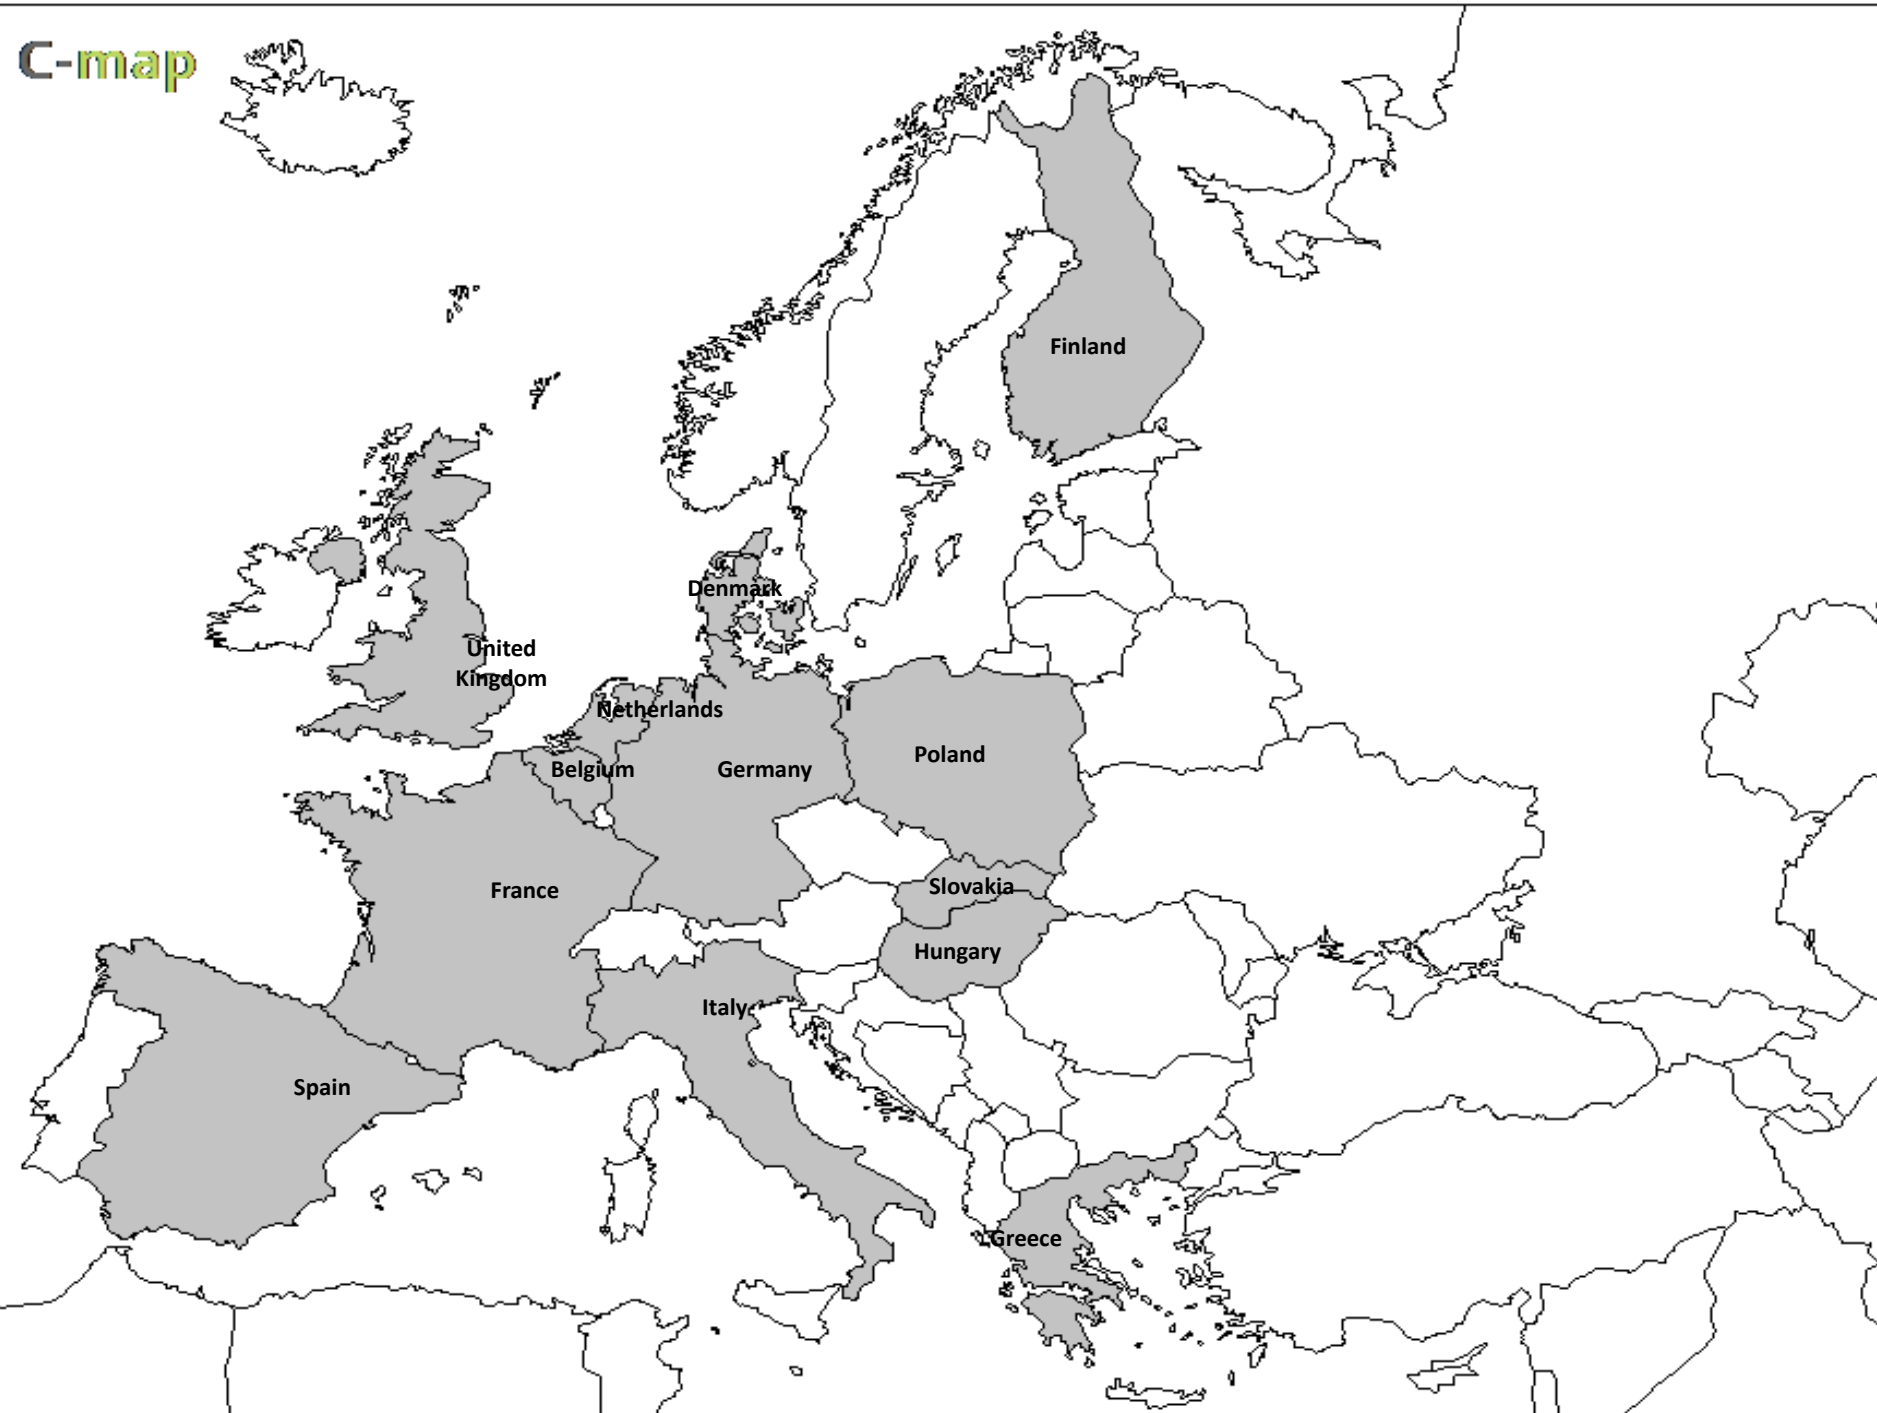 C-map
Finland
Denmark
United
Kingdom
Netherlands
Belgium
Germany
Poland
France
Slovakia
Hungary
Italy
Spain
Greece